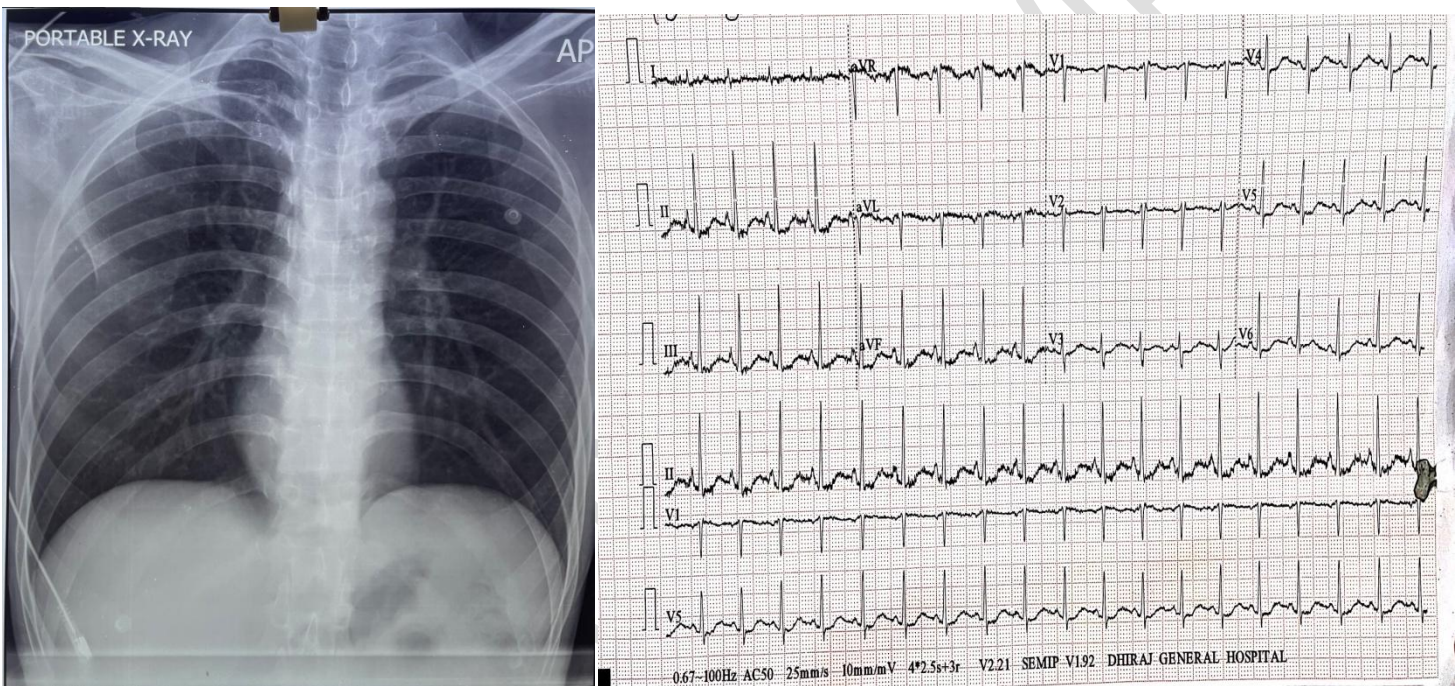 PORTABLE X-RAY
AP
I
aVR
V1
V4
II
aVL
V2
V5
III
aVF
V3
V6
II
V1
V5
0.67~100Hz AC50 25mm/s 10mm/mV 4*2.5s+3r V2.21 SEMIP V1.92 DHIRAJ GENERAL HOSPITAL